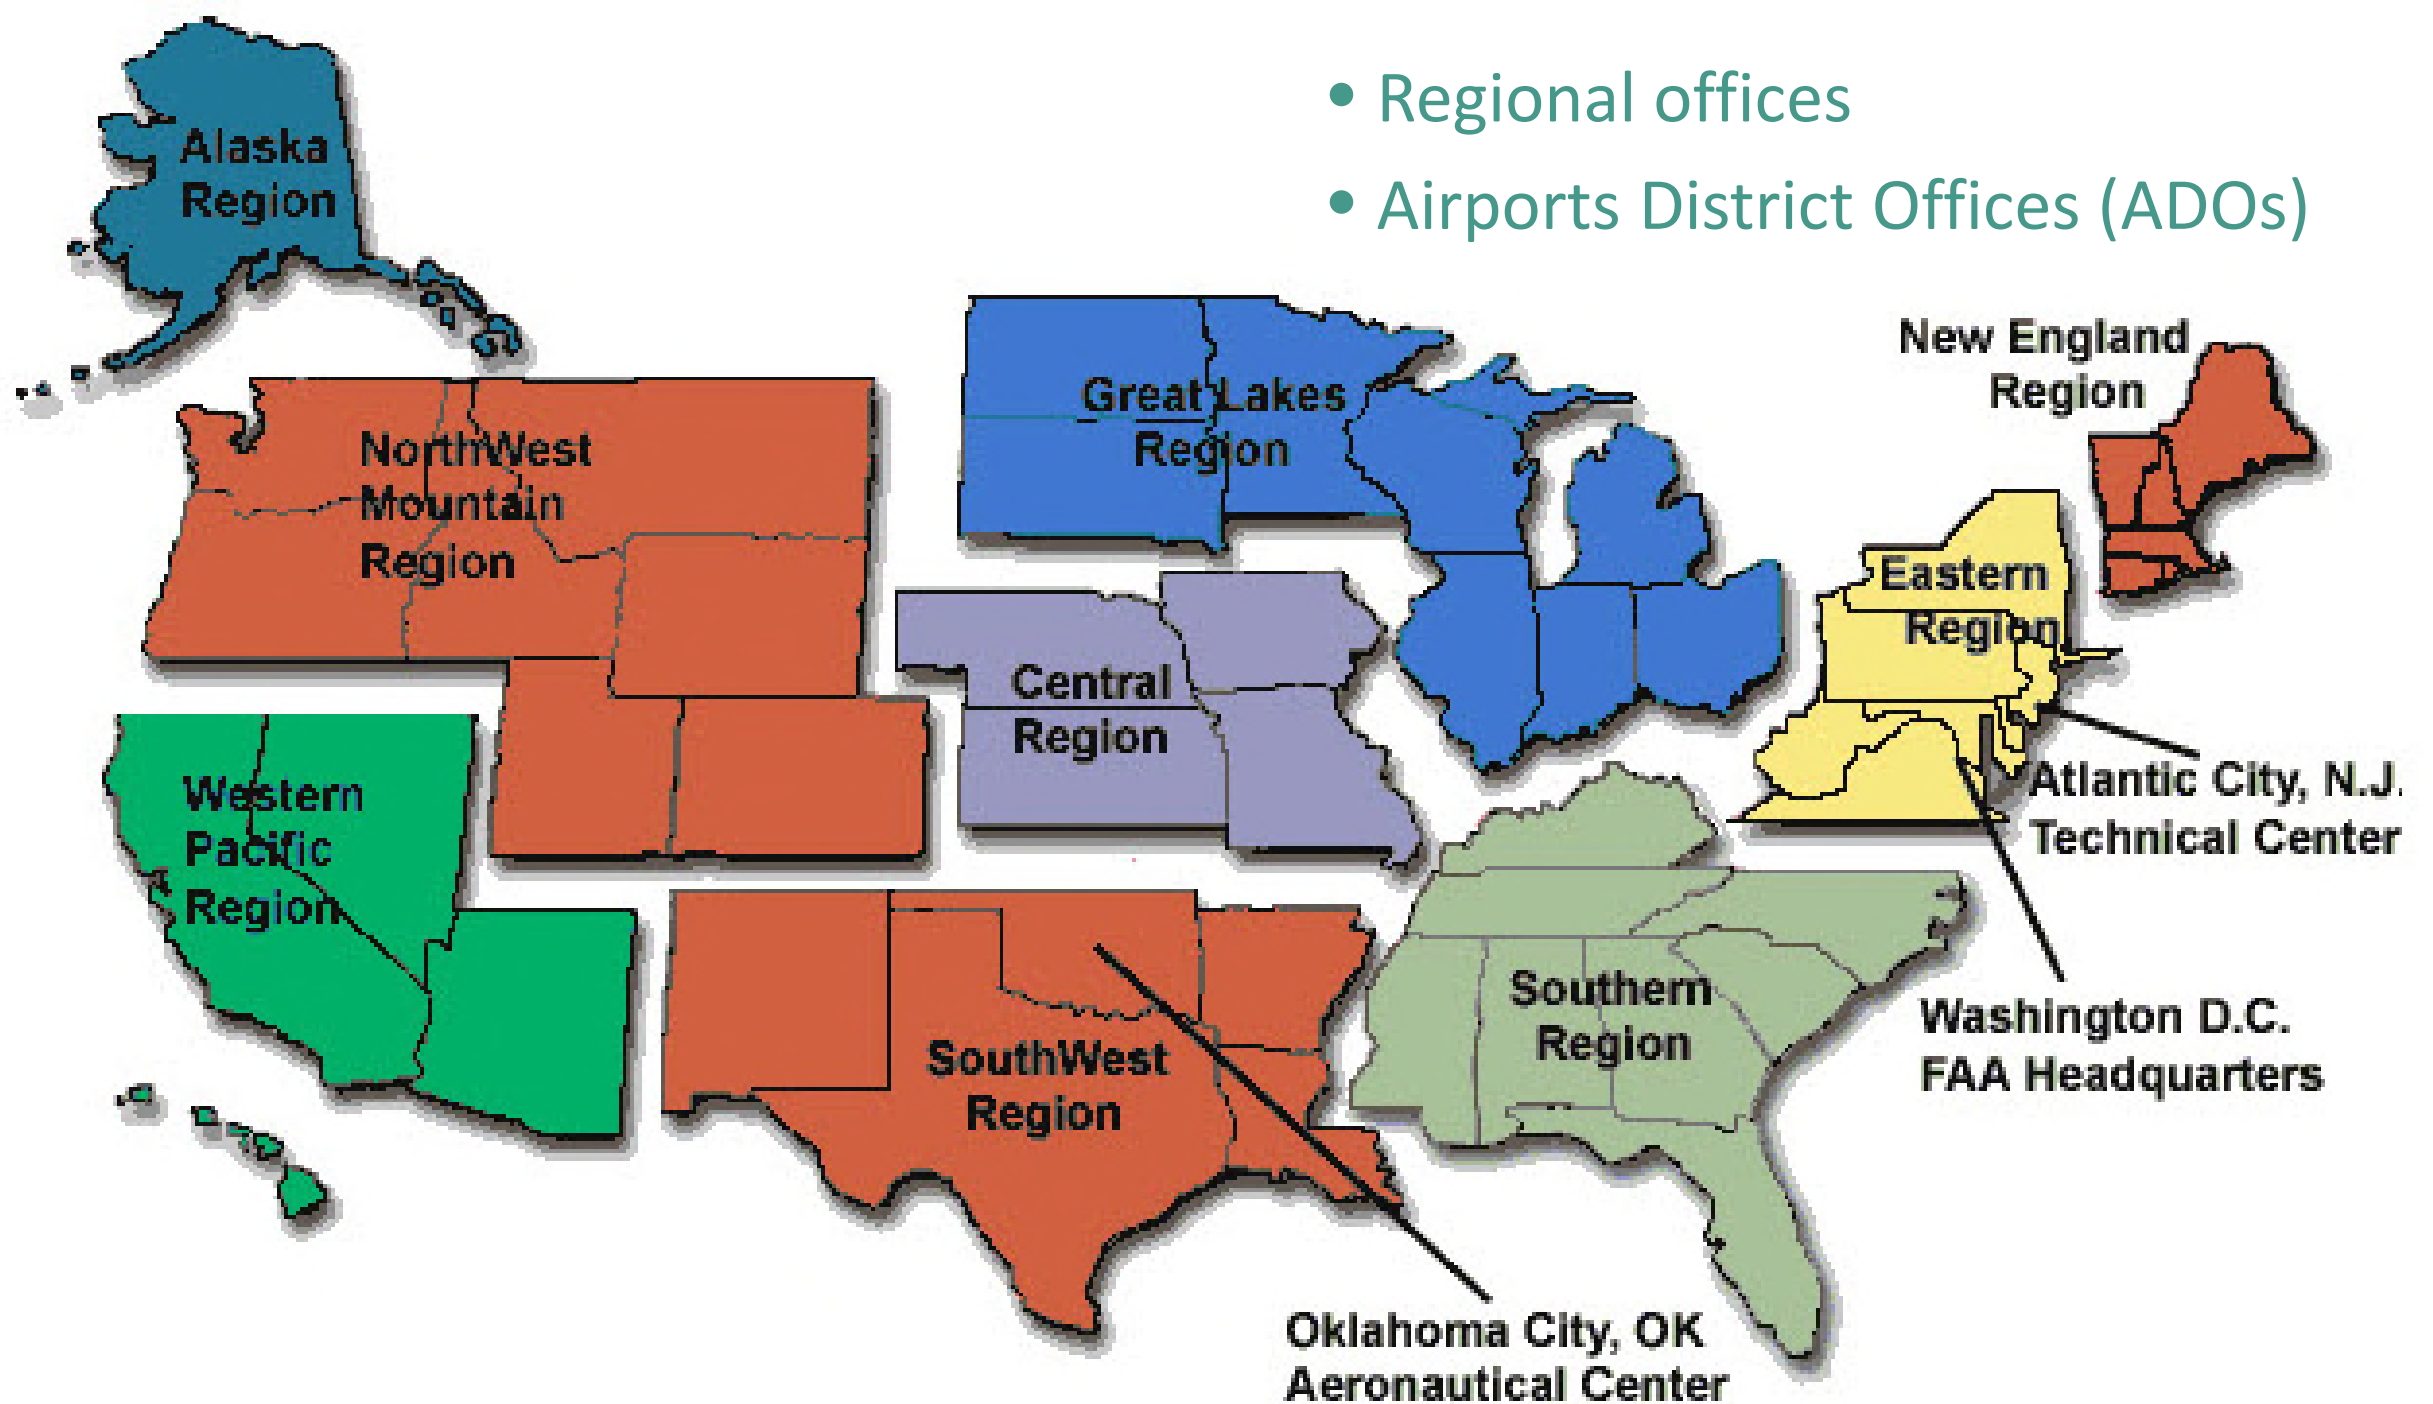 • Regional offices
• Airports District Offices (ADOs)
Alaska
Region
New England
Region
Great Lakes
Region
NorthWest
Mountain
Region
Eastern
Region
Central
Region
Western
Pacific
Region
Atlantic City, N.J.
Technical Center
Southern
Region
SouthWest
Region
Washington D.C.
FAA Headquarters
Oklahoma City, OK
Aeronautical Center